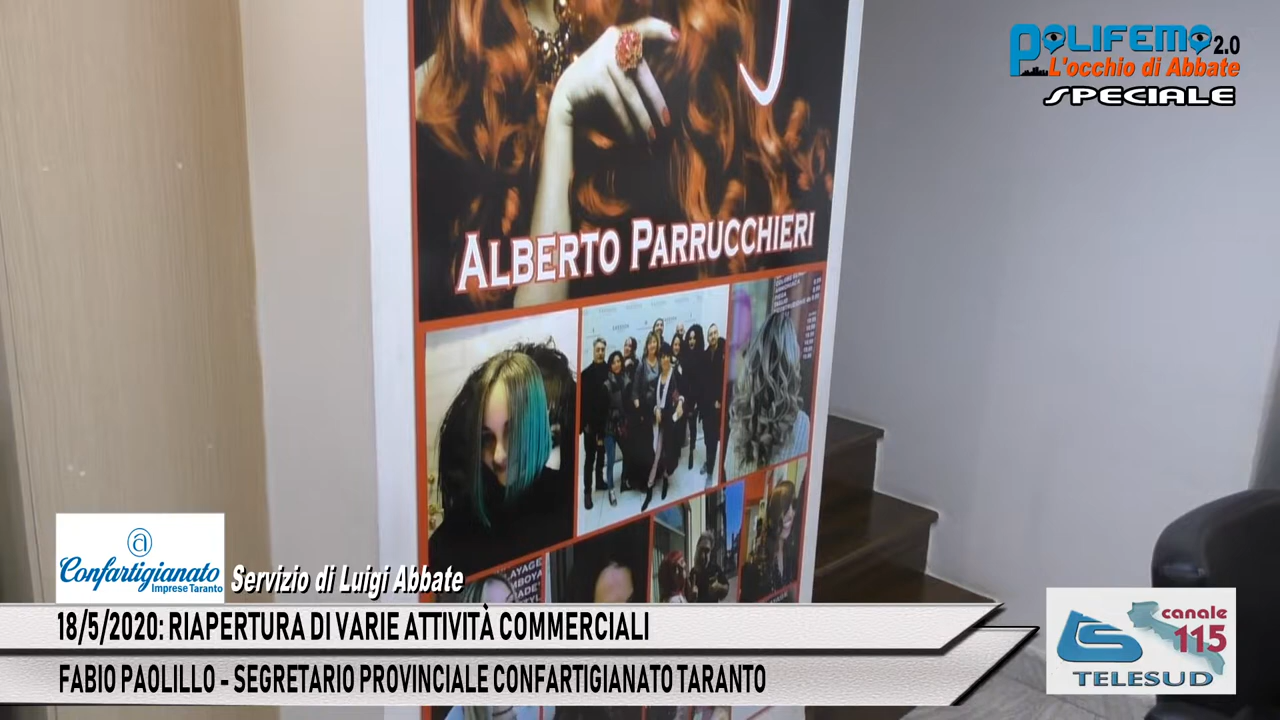 POLIFEMO 2.0
L'occhio di Abbate
SPECIALE
ALBERTO PARRUCCHIERI
Confartigianato
Imprese Taranto
Servizio di Luigi Abbate
18/5/2020: RIAPERTURA DI VARIE ATTIVITÀ COMMERCIALI
FABIO PAOLILLO - SEGRETARIO PROVINCIALE CONFARTIGIANATO TARANTO
canale
115
TELESUD